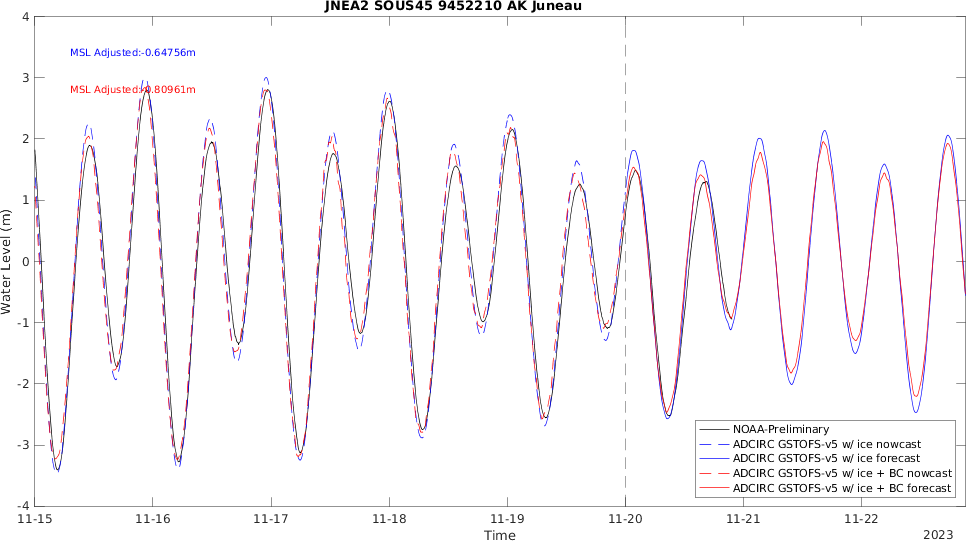 JNEA2 SOUS45 9452210 AK Juneau
4
3
2
1
0
-1
-2
-3
-4
Water Level (m)
MSL Adjusted:-0.64756m
MSL Adjusted:-0.80961m
NOAA-Preliminary
ADCIRC GSTOFS-v5 w/ ice nowcast
ADCIRC GSTOFS-v5 w/ ice forecast
ADCIRC GSTOFS-v5 w/ ice + BC nowcast
ADCIRC GSTOFS-v5 w/ ice + BC forecast
11-15 11-16 11-17 11-18 11-19 11-20 11-21 11-22
Time
2023